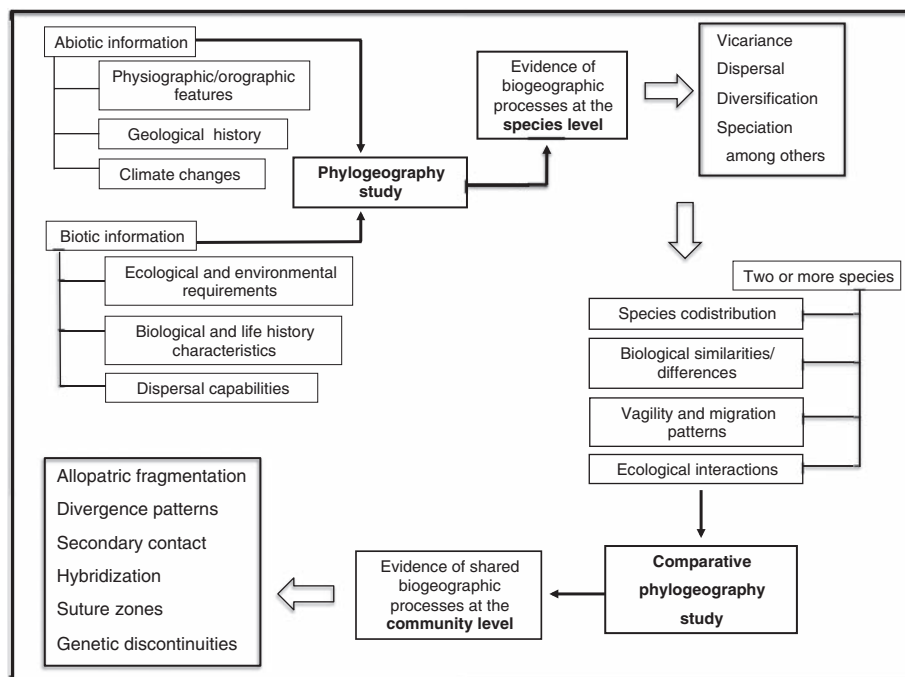 Abiotic information
Physiographic/orographic
features
Geological history
Climate changes
Biotic information
Ecological and environmental
requirements
Biological and life history
characteristics
Dispersal capabilities
Phylogeography
study
Evidence of
biogeographic
processes at the
species level
Vicariance
Dispersal
Diversification
Speciation
among others
Two or more species
Species codistribution
Biological similarities/
differences
Vagility and migration
patterns
Ecological interactions
Comparative
phylogeography
study
Evidence of shared
biogeographic
processes at the
community level
Allopatric fragmentation
Divergence patterns
Secondary contact
Hybridization
Suture zones
Genetic discontinuities